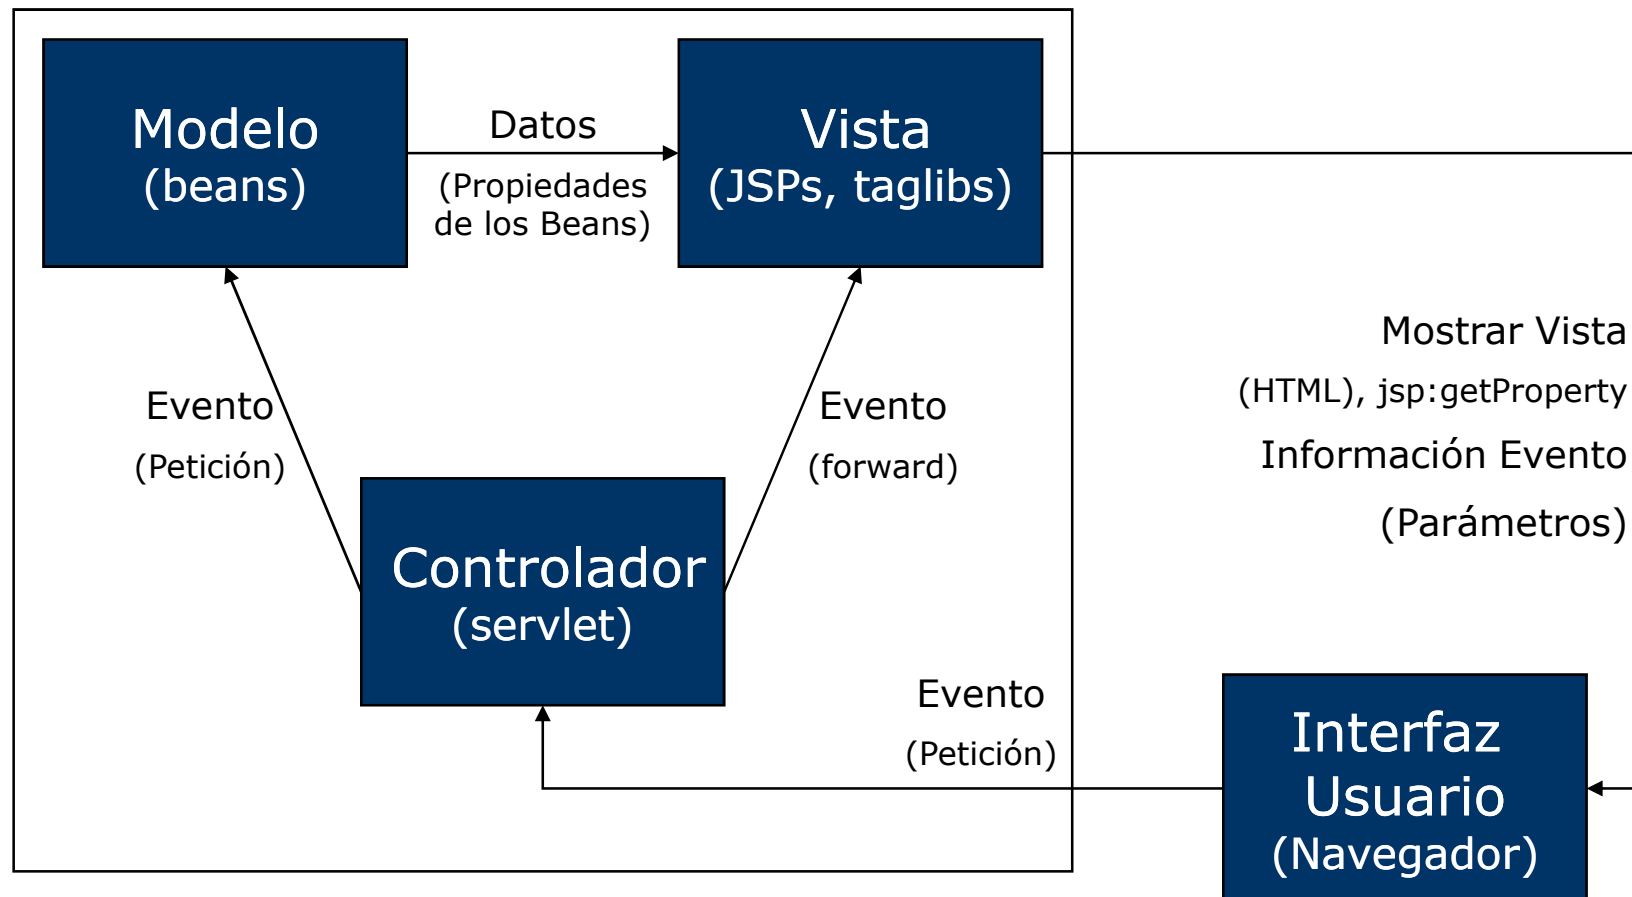 Modelo
(beans)
Datos
(Propiedades
de los Beans)
Vista
(JSPs, taglibs)
Evento
(Petición)
Evento
(forward)
Mostrar Vista
(HTML), jsp:getProperty
Información Evento
(Parámetros)
Controlador
(servlet)
Evento
(Petición)
Interfaz
Usuario
(Navegador)